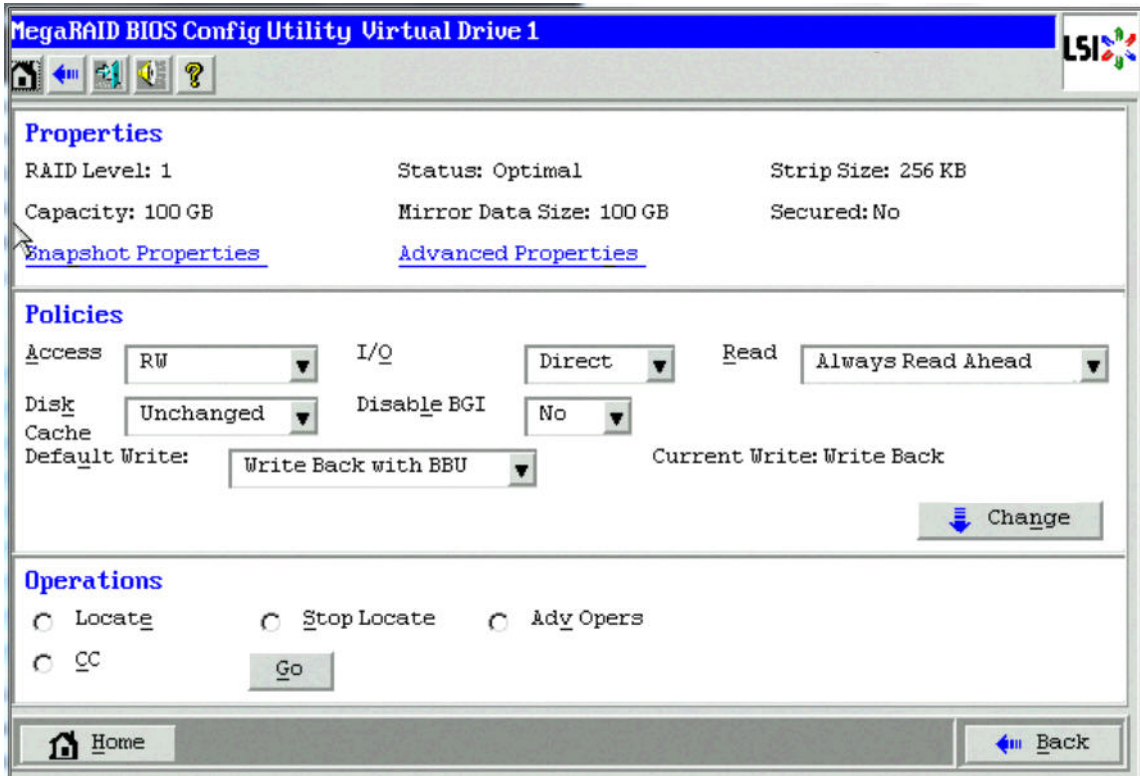 MegaRAID BIOS Config Utility Virtual Drive 1
LSI
?
Properties
RAID Level: 1 Status: Optimal Strip Size: 256 KB
Capacity: 100 GB Mirror Data Size: 100 GB Secured: No
Snapshot Properties Advanced Properties
Policies
Access RW I/O Direct Read Always Read Ahead
Disk Cache Unchanged Disable BGI No
Default Write: Write Back with BBU Current Write: Write Back
Change
Operations
Locate Stop Locate Adv Opers
CC Go
Home Back